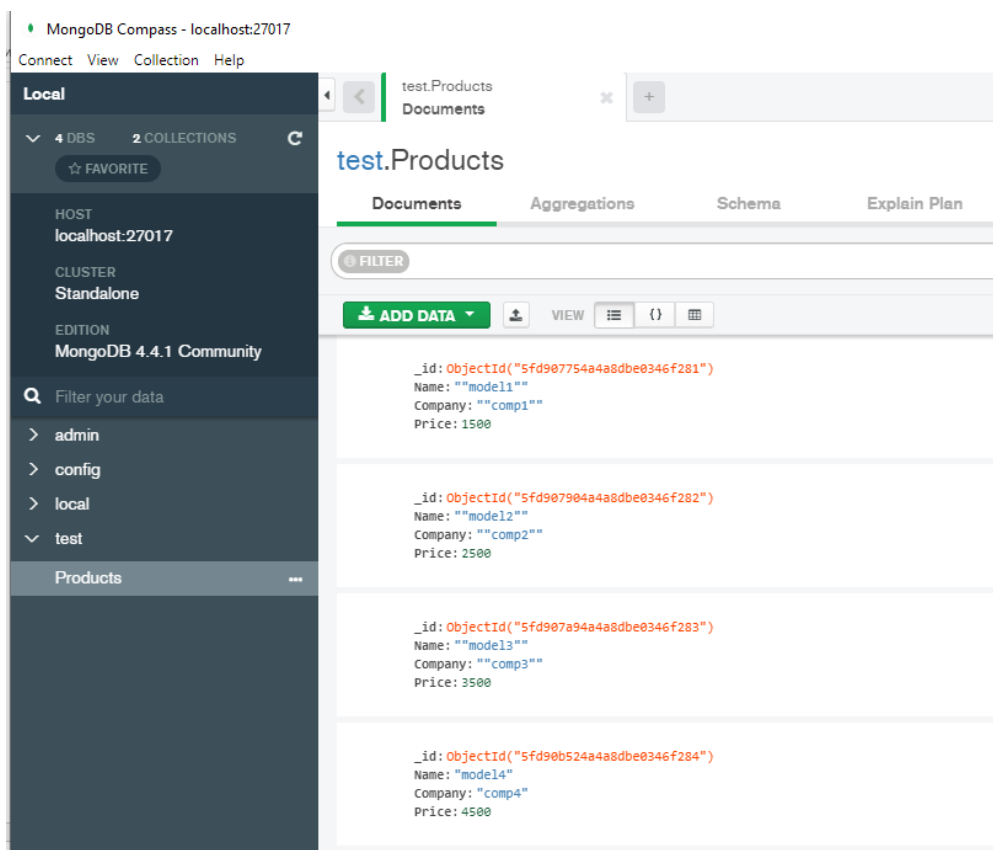 MongoDB Compass - localhost:27017
Connect View Collection Help
Local
4 DBS 2 COLLECTIONS
FAVORITE
HOST
localhost:27017
CLUSTER
Standalone
EDITION
MongoDB 4.4.1 Community
Filter your data
admin
config
local
test
Products
test.Products
Documents
test.Products
Documents Aggregations Schema Explain Plan
FILTER
ADD DATA VIEW {}
_id: ObjectId("5fd907754a4a8dbe0346f281")
Name: ""model1""
Company: ""comp1""
Price: 1500
_id: ObjectId("5fd907904a4a8dbe0346f282")
Name: ""model2""
Company: ""comp2""
Price: 2500
_id: ObjectId("5fd907a94a4a8dbe0346f283")
Name: ""model3""
Company: ""comp3""
Price: 3500
_id: ObjectId("5fd90b524a4a8dbe0346f284")
Name: "model4"
Company: "comp4"
Price: 4500